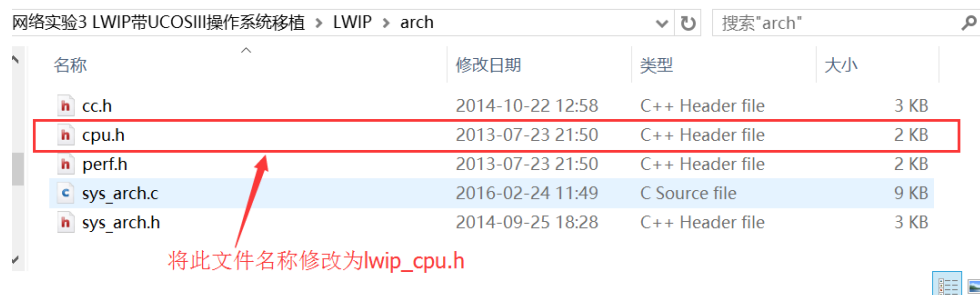 网络实验3 LWIP带UCOSIII操作系统移植 > LWIP > arch 搜索"arch"
名称 修改日期 类型 大小
cc.h 2014-10-22 12:58 C++ Header file 3 KB
cpu.h 2013-07-23 21:50 C++ Header file 2 KB
perf.h 2013-07-23 21:50 C++ Header file 2 KB
sys_arch.c 2016-02-24 11:49 C Source file 9 KB
sys_arch.h 2014-09-25 18:28 C++ Header file 3 KB
将此文件名称修改为lwip_cpu.h